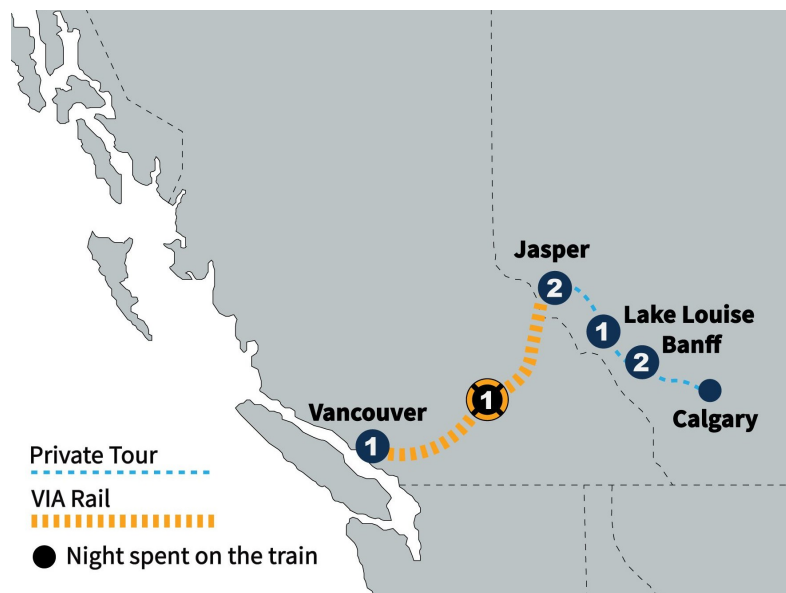 Jasper
2
Lake Louise
1
Banff
2
1
Vancouver
Calgary
1
Private Tour
VIA Rail
Night spent on the train